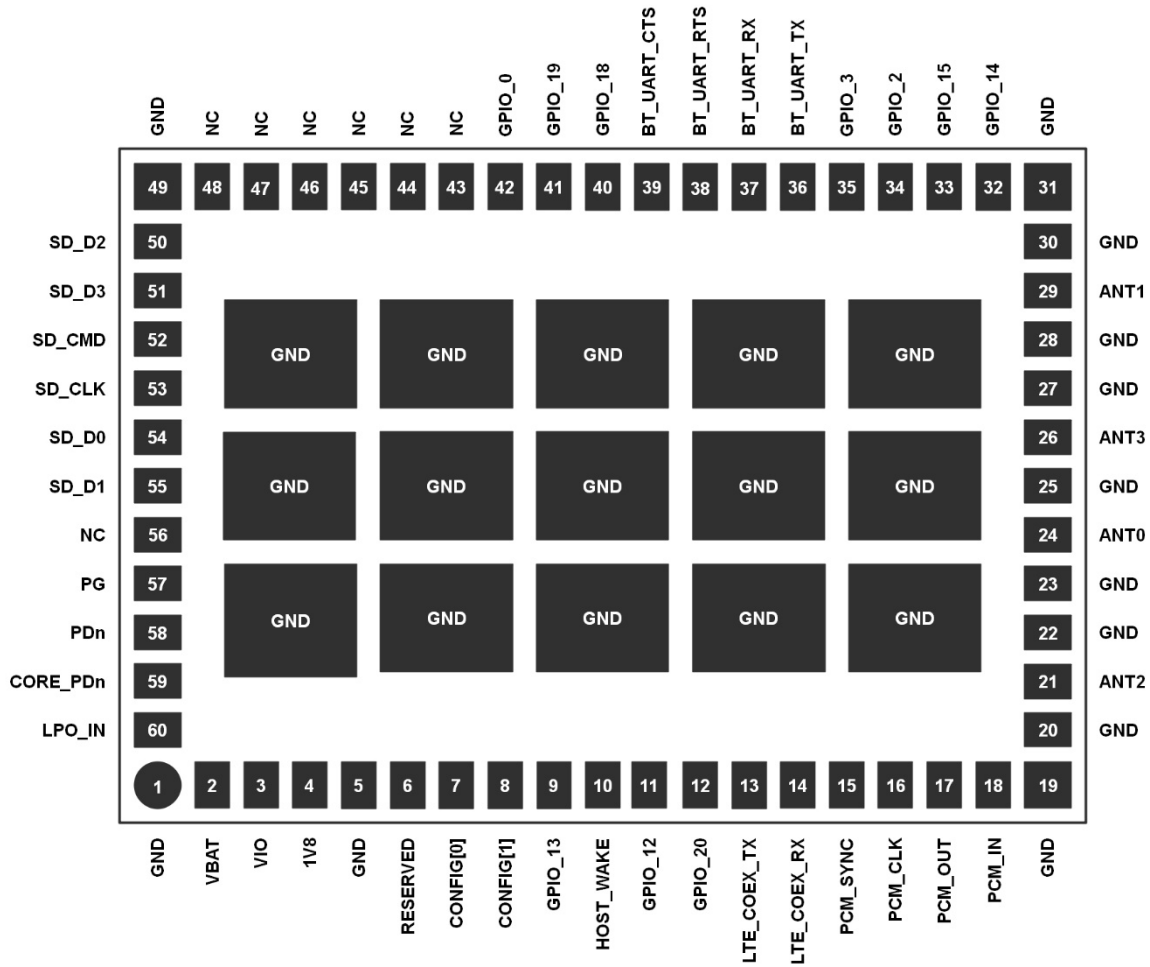 GND NC NC NC NC NC NC GPIO_0 GPIO_19 GPIO_18 BT_UART_CTS BT_UART_RTS BT_UART_RX BT_UART_TX GPIO_3 GPIO_2 GPIO_15 GPIO_14 GND
49 48 47 46 45 44 43 42 41 40 39 38 37 36 35 34 33 32 31
SD_D2 50 30 GND
SD_D3 51 29 ANT1
SD_CMD 52 28 GND
GND GND GND GND GND
SD_CLK 53 27 GND
SD_D0 54 26 ANT3
SD_D1 55 GND GND GND GND GND 25 GND
NC 56 24 ANT0
PG 57 23 GND
GND GND GND GND GND
PDn 58 22 GND
CORE_PDn 59 21 ANT2
LPO_IN 60 20 GND
1 2 3 4 5 6 7 8 9 10 11 12 13 14 15 16 17 18 19
GND VBAT VIO 1V8 GND RESERVED CONFIG[0] CONFIG[1] GPIO_13 HOST_WAKE GPIO_12 GPIO_20 LTE_COEX_TX LTE_COEX_RX PCM_SYNC PCM_CLK PCM_OUT PCM_IN GND